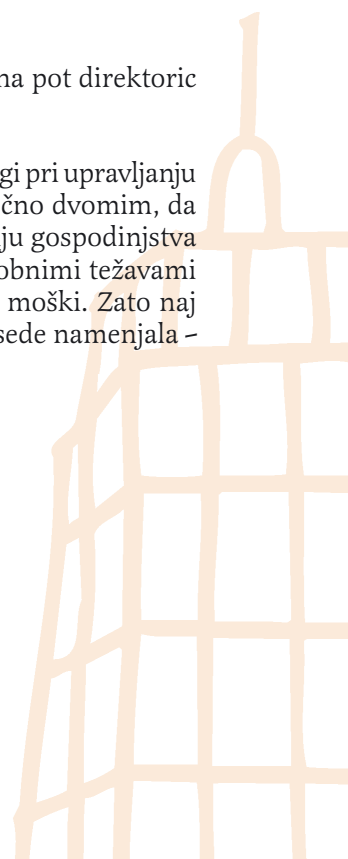 na pot direktoric
gi pri upravljanju
čno dvomim, da
ju gospodinjstva
obnimi težavami
moški. Zato naj
sede namenjala –